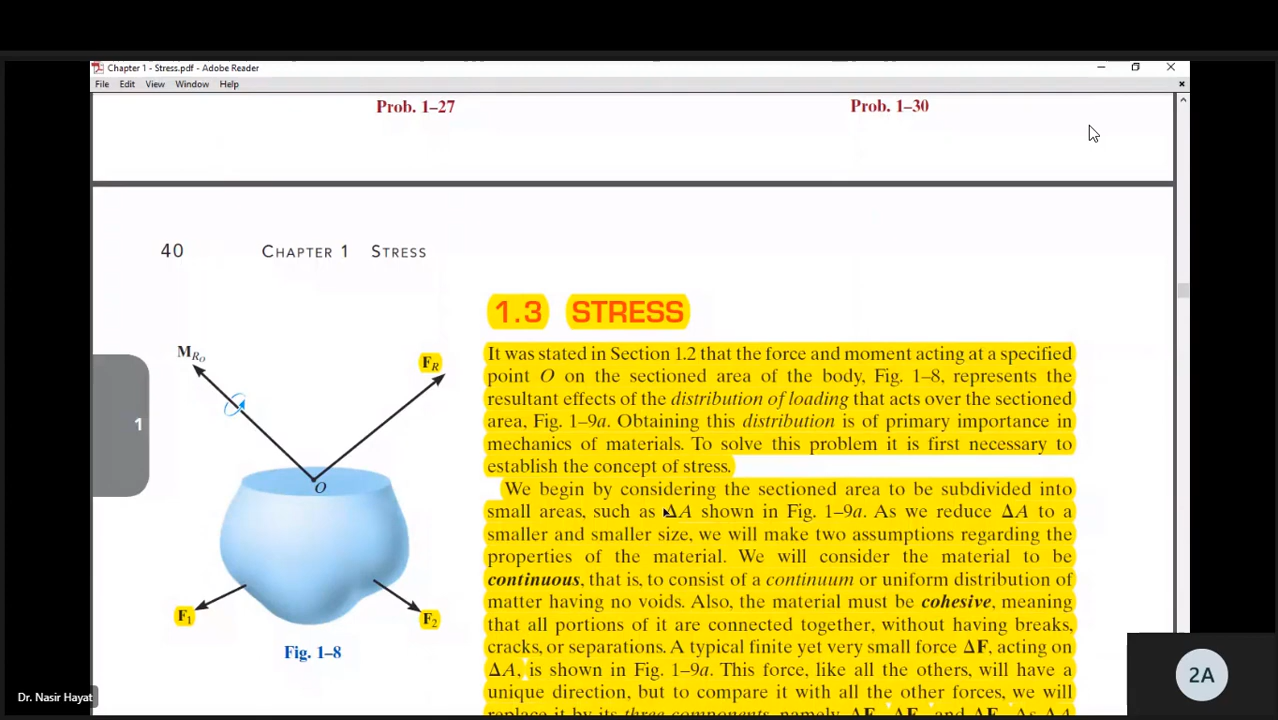 Chapter 1 - Stress.pdf - Adobe Reader
File Edit View Window Help
Prob. 1–27
Prob. 1–30
40 CHAPTER 1 STRESS
1.3 STRESS
It was stated in Section 1.2 that the force and moment acting at a specified
point O on the sectioned area of the body, Fig. 1–8, represents the
resultant effects of the distribution of loading that acts over the sectioned
area, Fig. 1–9a. Obtaining this distribution is of primary importance in
mechanics of materials. To solve this problem it is first necessary to
establish the concept of stress.
We begin by considering the sectioned area to be subdivided into
small areas, such as ΔA shown in Fig. 1–9a. As we reduce ΔA to a
smaller and smaller size, we will make two assumptions regarding the
properties of the material. We will consider the material to be
continuous, that is, to consist of a continuum or uniform distribution of
matter having no voids. Also, the material must be cohesive, meaning
that all portions of it are connected together, without having breaks,
cracks, or separations. A typical finite yet very small force ΔF, acting on
ΔA, is shown in Fig. 1–9a. This force, like all the others, will have a
unique direction, but to compare it with all the other forces, we will
replace it by its three components, namely,
M_RO
F_R
O
F1
F2
Fig. 1–8
1
2A
Dr. Nasir Hayat